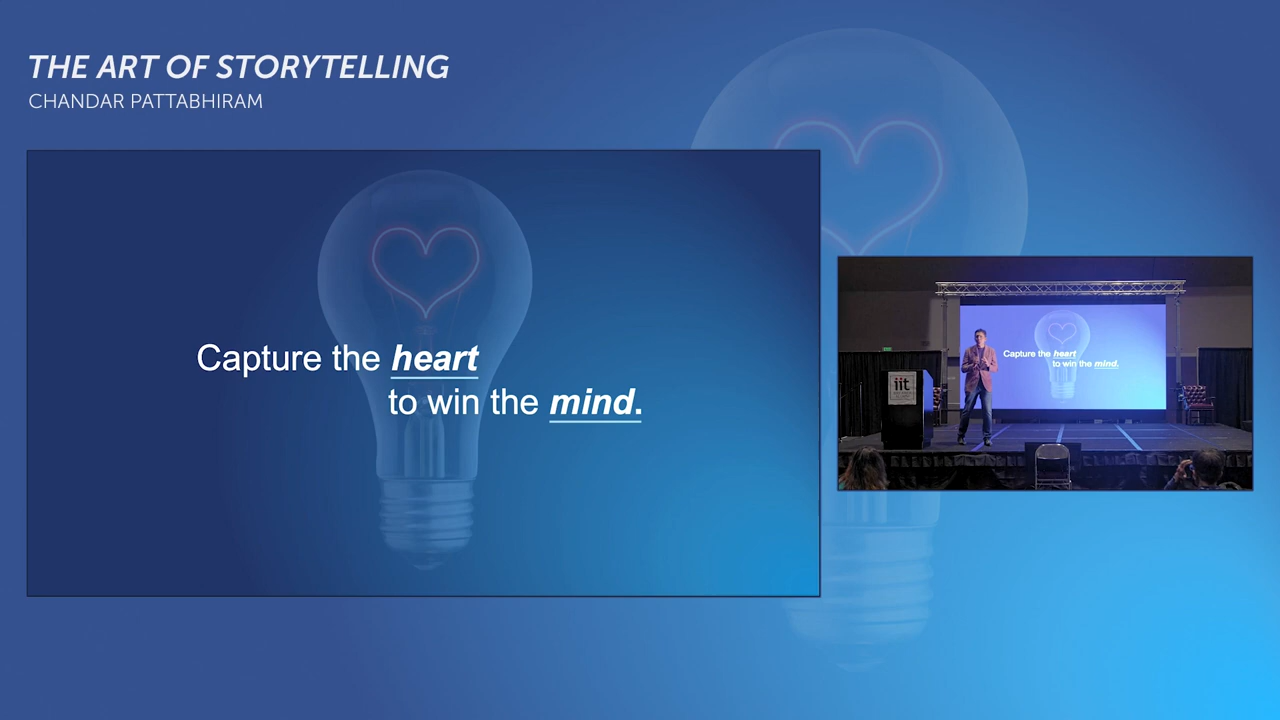 THE ART OF STORYTELLING
CHANDAR PATTABHIRAM
Capture the heart
to win the mind.
Capture the heart
to win the mind.
iit